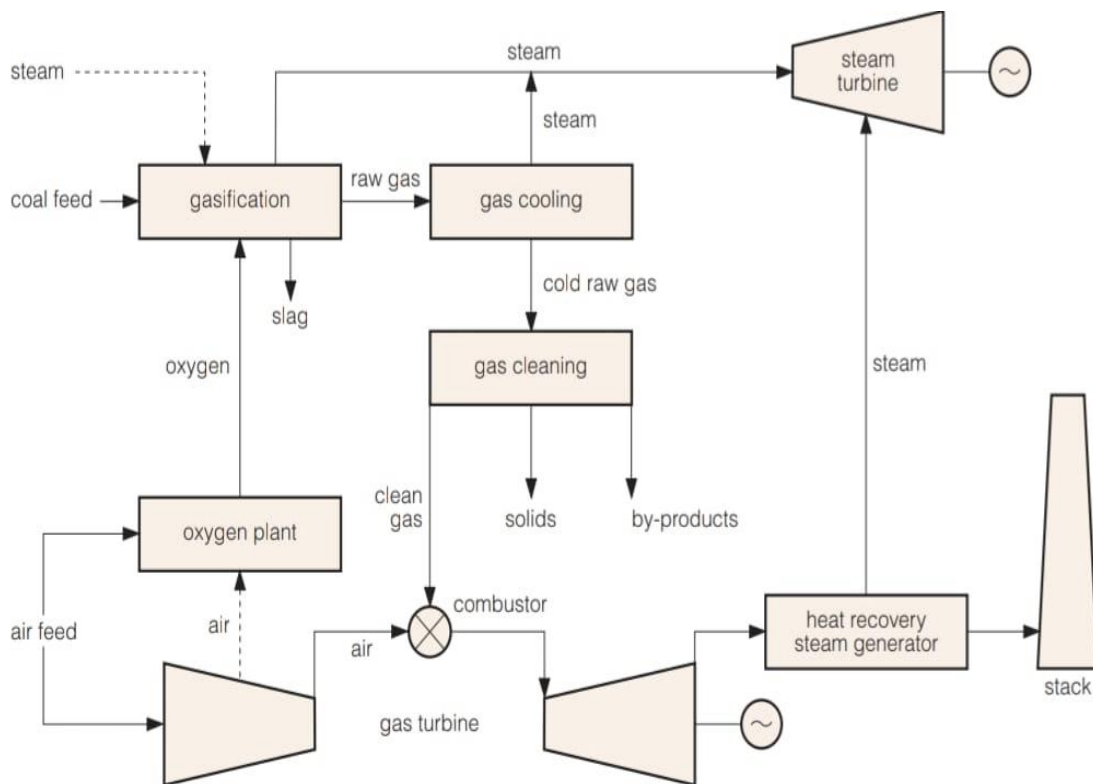 steam
steam
steam
turbine
steam
coal feed
gasification
raw gas
gas cooling
slag
cold raw gas
oxygen
gas cleaning
steam
clean
gas
solids
by-products
oxygen plant
air feed
air
air
combustor
heat recovery
steam generator
gas turbine
stack